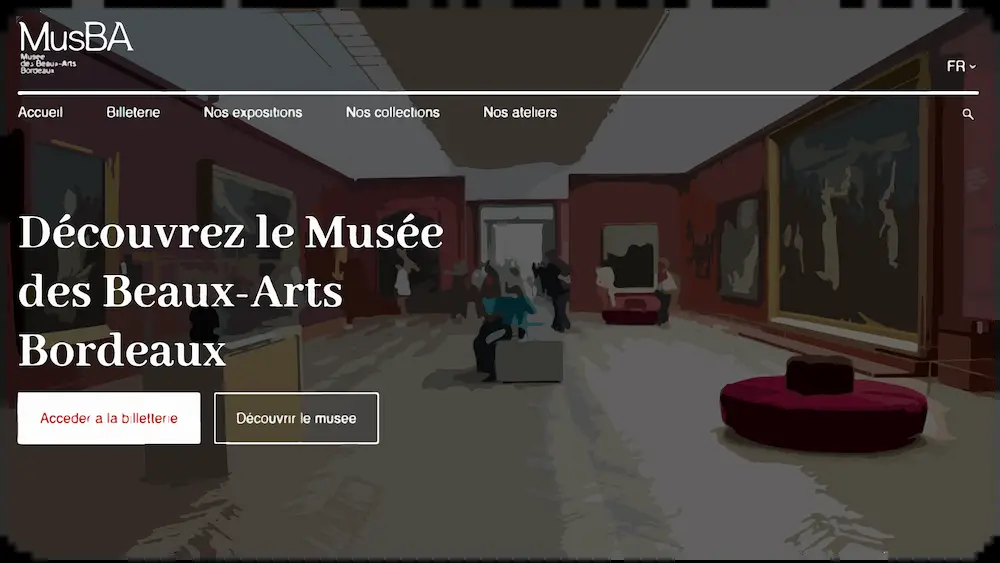 MusBA
Musée
des Beaux-Arts
Bordeaux
FR
Accueil
Billeterie
Nos expositions
Nos collections
Nos ateliers
Découvrez le Musée
des Beaux-Arts
Bordeaux
Acceder a la billetterie
Découvrir le musee